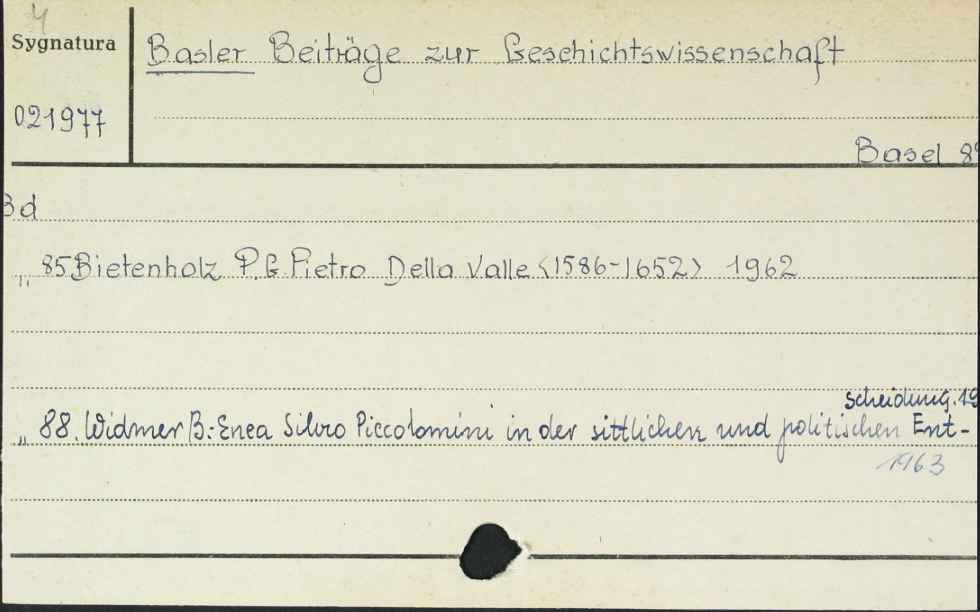 4
Sygnatura
021977
Basler Beiträge zur Geschichtswissenschaft
Basel 8°
Bd
„ 85 Bietenholz P.G. Pietro Della Valle <1586-1652> 1962
scheidung. 19
„ 88. Widmer B.: Enea Silvio Piccolomini in der sittlichen und politischen Ent-
1963